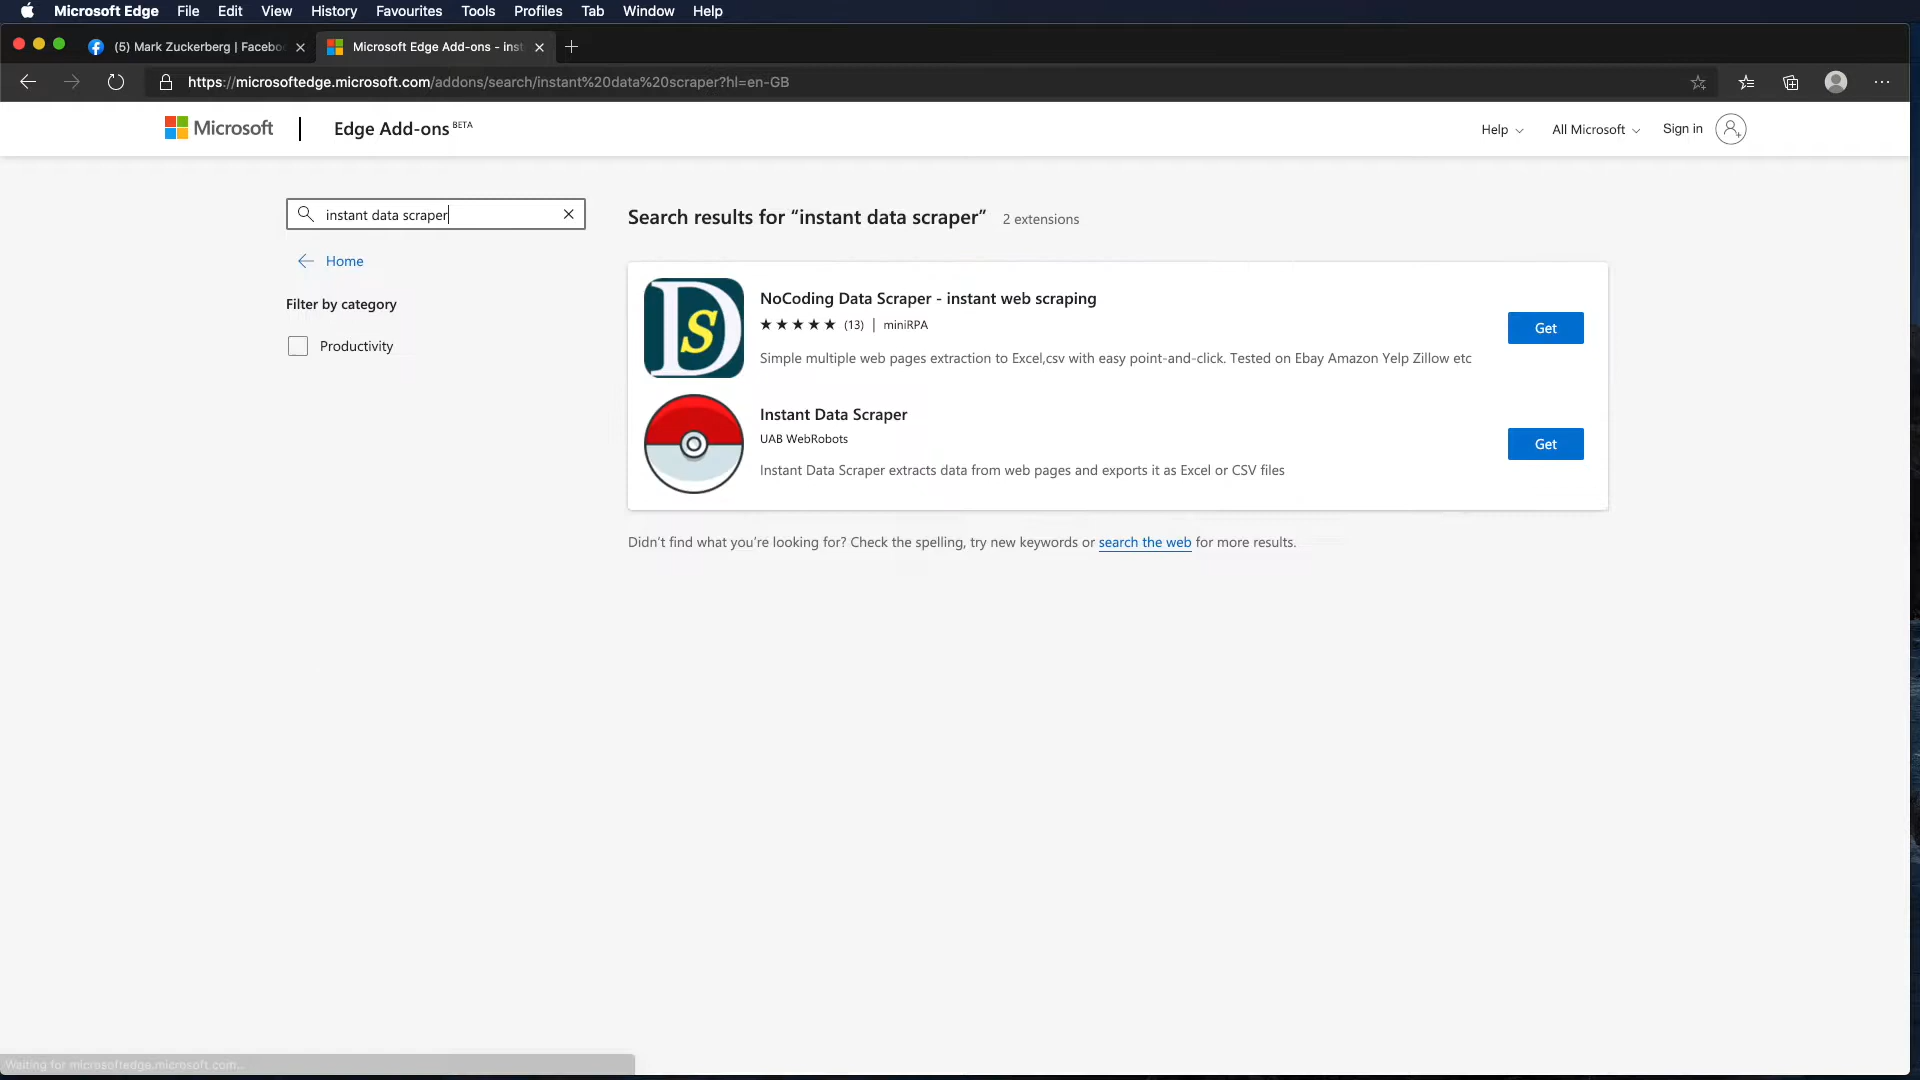 Microsoft Edge File Edit View History Favourites Tools Profiles Tab Window Help
(5) Mark Zuckerberg | Facebo
Microsoft Edge Add-ons - inst
https://microsoftedge.microsoft.com/addons/search/instant%20data%20scraper?hl=en-GB
Microsoft
Edge Add-ons BETA
Help
All Microsoft
Sign in
instant data scraper
Home
Filter by category
Productivity
Search results for “instant data scraper” 2 extensions
NoCoding Data Scraper - instant web scraping
(13) | miniRPA
Simple multiple web pages extraction to Excel,csv with easy point-and-click. Tested on Ebay Amazon Yelp Zillow etc
Get
Instant Data Scraper
UAB WebRobots
Instant Data Scraper extracts data from web pages and exports it as Excel or CSV files
Get
Didn’t find what you’re looking for? Check the spelling, try new keywords or search the web for more results.
Waiting for microsoftedge.microsoft.com...